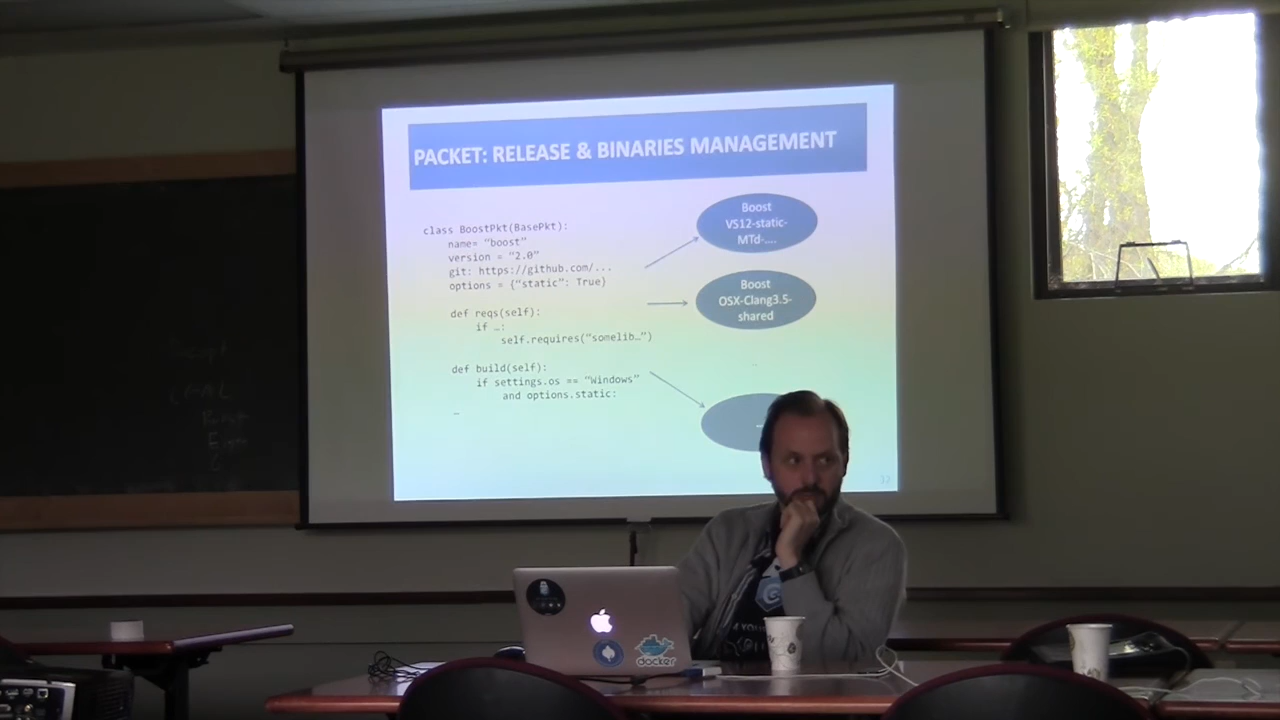 PACKET: RELEASE & BINARIES MANAGEMENT
class BoostPkt(BasePkt):
name= “boost”
version = “2.0”
git: https://github.com/...
options = {“static”: True}
def reqs(self):
if …:
self.requires(“somelib…”)
def build(self):
if settings.os == “Windows”
and options.static:
…
Boost
VS12-static-
MTd-….
Boost
OSX-Clang3.5-
shared
32
docker